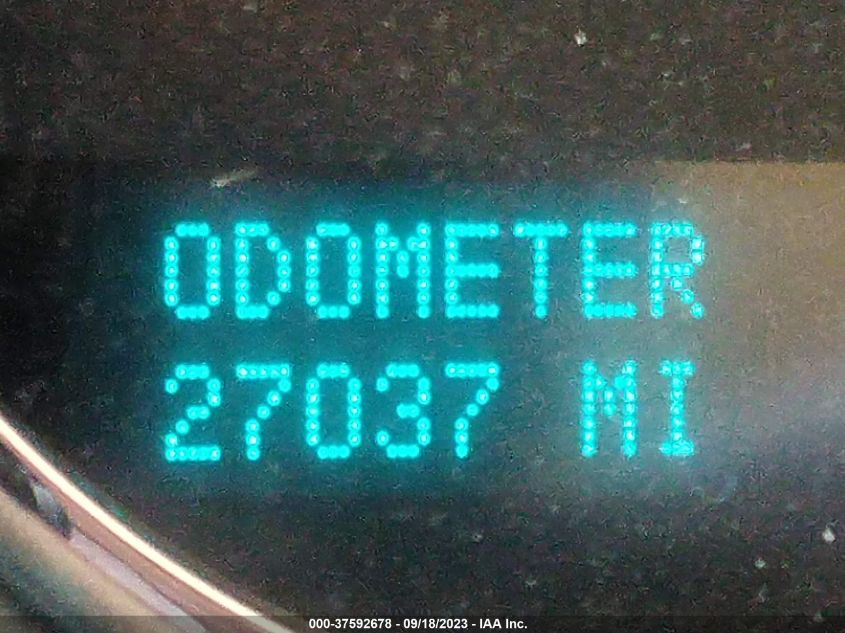 ODOMETER
27037 MI
000-37592678 - 09/18/2023 - IAA Inc.